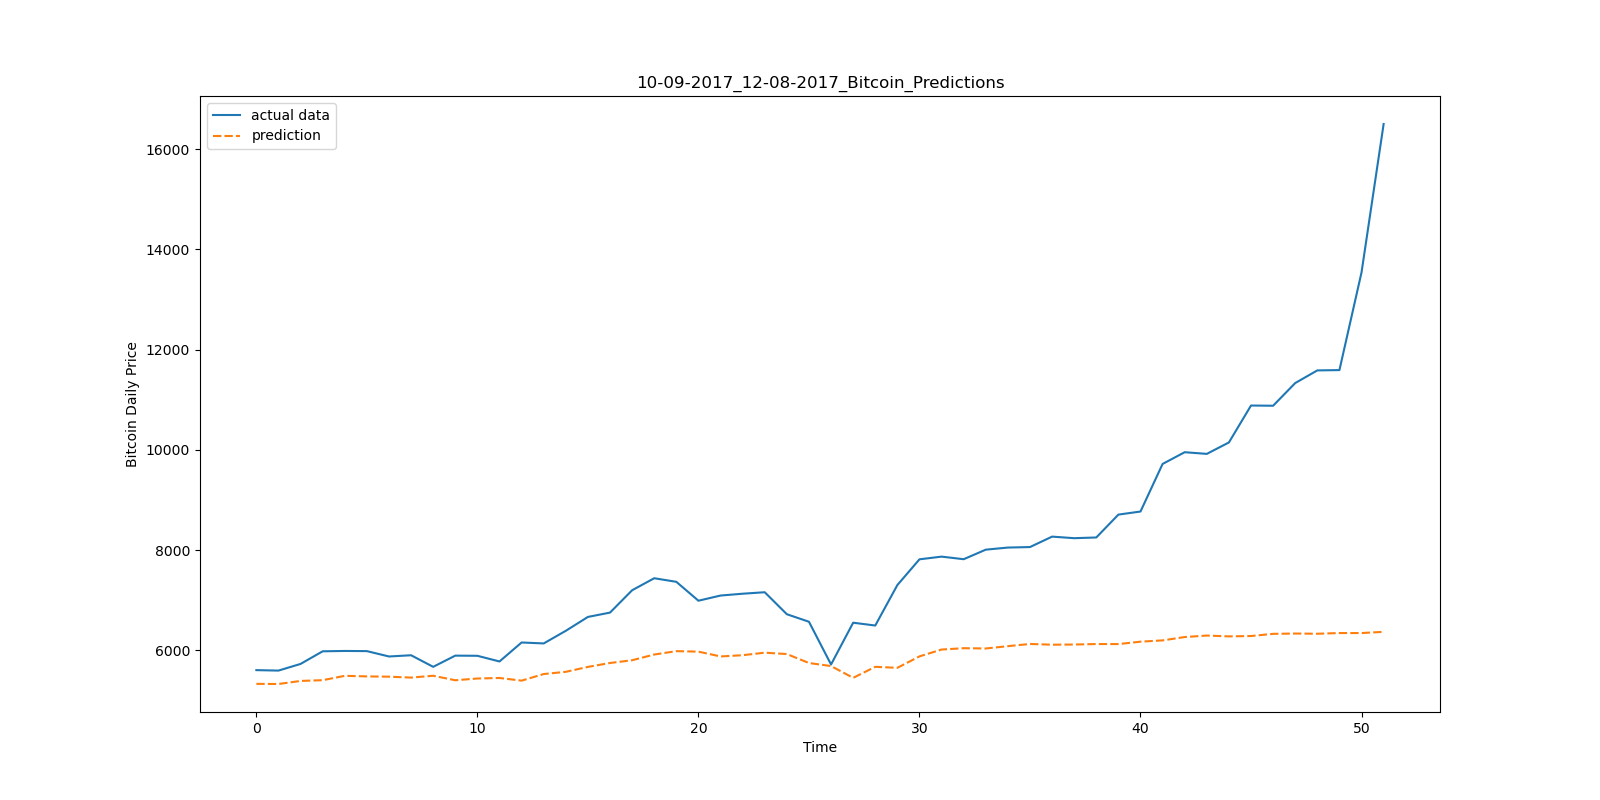 10-09-2017_12-08-2017_Bitcoin_Predictions
actual data
prediction
Bitcoin Daily Price
16000
14000
12000
10000
8000
6000
0 10 20 30 40 50
Time